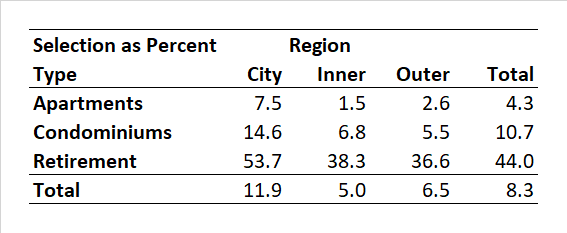 Selection as Percent Region
Type City Inner Outer Total
Apartments 7.5 1.5 2.6 4.3
Condominiums 14.6 6.8 5.5 10.7
Retirement 53.7 38.3 36.6 44.0
Total 11.9 5.0 6.5 8.3